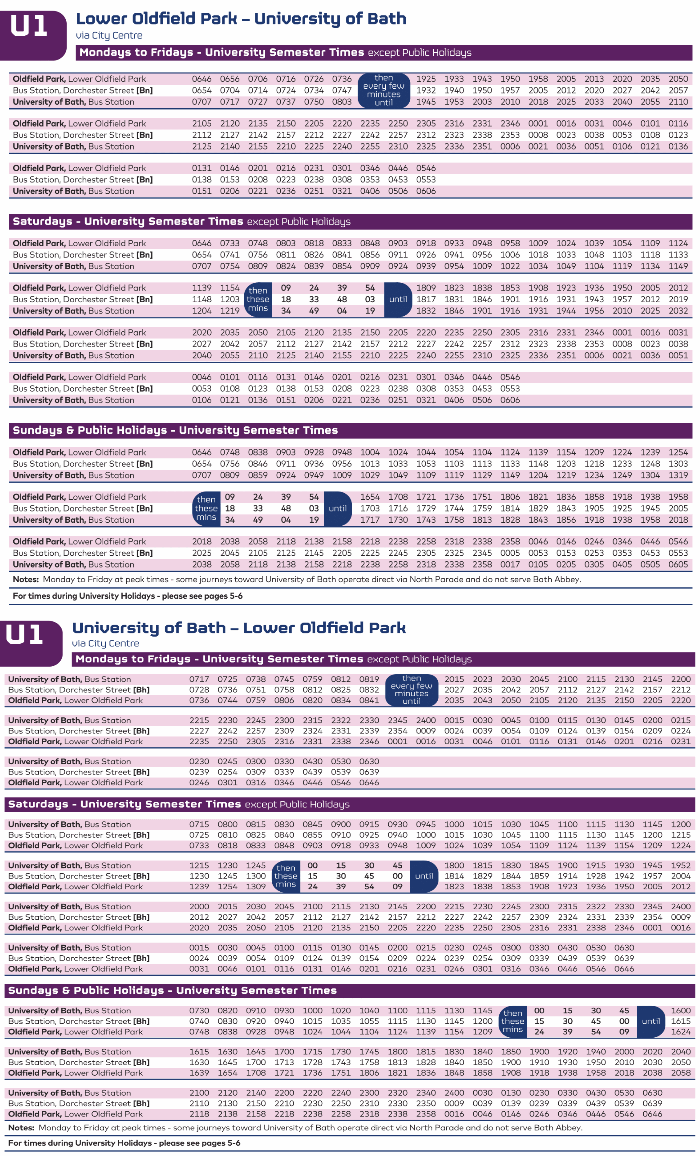 U1
Lower Oldfield Park – University of Bath
via City Centre
Mondays to Fridays - University Semester Times except Public Holidays
Oldfield Park, Lower Oldfield Park 0646 0656 0706 0716 0726 0736 then every few minutes until 1925 1933 1943 1950 1958 2005 2013 2020 2035 2050
Bus Station, Dorchester Street [Bn] 0654 0704 0714 0724 0734 0747 1932 1940 1950 1957 2005 2012 2020 2027 2042 2057
University of Bath, Bus Station 0707 0717 0727 0737 0750 0803 1945 1953 2003 2010 2018 2025 2033 2040 2055 2110
Oldfield Park, Lower Oldfield Park 2105 2120 2135 2150 2205 2220 2235 2250 2305 2316 2331 2346 0001 0016 0031 0046 0101 0116
Bus Station, Dorchester Street [Bn] 2112 2127 2142 2157 2212 2227 2242 2257 2312 2323 2338 2353 0008 0023 0038 0053 0108 0123
University of Bath, Bus Station 2125 2140 2155 2210 2225 2240 2255 2310 2325 2336 2351 0006 0021 0036 0051 0106 0121 0136
Oldfield Park, Lower Oldfield Park 0131 0146 0201 0216 0231 0301 0346 0446 0546
Bus Station, Dorchester Street [Bn] 0138 0153 0208 0223 0238 0308 0353 0453 0553
University of Bath, Bus Station 0151 0206 0221 0236 0251 0321 0406 0506 0606
Saturdays - University Semester Times except Public Holidays
Oldfield Park, Lower Oldfield Park 0646 0733 0748 0803 0818 0833 0848 0903 0918 0933 0948 0958 1009 1024 1039 1054 1109 1124
Bus Station, Dorchester Street [Bn] 0654 0741 0756 0811 0826 0841 0856 0911 0926 0941 0956 1006 1018 1033 1048 1103 1118 1133
University of Bath, Bus Station 0707 0754 0809 0824 0839 0854 0909 0924 0939 0954 1009 1022 1034 1049 1104 1119 1134 1149
Oldfield Park, Lower Oldfield Park 1139 1154 then 09 24 39 54 1809 1823 1838 1853 1908 1923 1936 1950 2005 2012
Bus Station, Dorchester Street [Bn] 1148 1203 these 18 33 48 03 until 1817 1831 1846 1901 1916 1931 1943 1957 2012 2019
University of Bath, Bus Station 1204 1219 mins 34 49 04 19 1832 1846 1901 1916 1931 1944 1956 2010 2025 2032
Oldfield Park, Lower Oldfield Park 2020 2035 2050 2105 2120 2135 2150 2205 2220 2235 2250 2305 2316 2331 2346 0001 0016 0031
Bus Station, Dorchester Street [Bn] 2027 2042 2057 2112 2127 2142 2157 2212 2227 2242 2257 2312 2323 2338 2353 0008 0023 0038
University of Bath, Bus Station 2040 2055 2110 2125 2140 2155 2210 2225 2240 2255 2310 2325 2336 2351 0006 0021 0036 0051
Oldfield Park, Lower Oldfield Park 0046 0101 0116 0131 0146 0201 0216 0231 0301 0346 0446 0546
Bus Station, Dorchester Street [Bn] 0053 0108 0123 0138 0153 0208 0223 0238 0308 0353 0453 0553
University of Bath, Bus Station 0106 0121 0136 0151 0206 0221 0236 0251 0321 0406 0506 0606
Sundays & Public Holidays - University Semester Times
Oldfield Park, Lower Oldfield Park 0646 0748 0838 0903 0928 0948 1004 1024 1044 1054 1104 1124 1139 1154 1209 1224 1239 1254
Bus Station, Dorchester Street [Bn] 0654 0756 0846 0911 0936 0956 1013 1033 1053 1103 1113 1133 1148 1203 1218 1233 1248 1303
University of Bath, Bus Station 0707 0809 0859 0924 0949 1009 1029 1049 1109 1119 1129 1149 1204 1219 1234 1249 1304 1319
Oldfield Park, Lower Oldfield Park then 09 24 39 54 1654 1708 1721 1736 1751 1806 1821 1836 1858 1918 1938 1958
Bus Station, Dorchester Street [Bn] these 18 33 48 03 until 1703 1716 1729 1744 1759 1814 1829 1843 1905 1925 1945 2005
University of Bath, Bus Station mins 34 49 04 19 1717 1730 1743 1758 1813 1828 1843 1856 1918 1938 1958 2018
Oldfield Park, Lower Oldfield Park 2018 2038 2058 2118 2138 2158 2218 2238 2258 2318 2338 2358 0046 0146 0246 0346 0446 0546
Bus Station, Dorchester Street [Bn] 2025 2045 2105 2125 2145 2205 2225 2245 2305 2325 2345 0005 0053 0153 0253 0353 0453 0553
University of Bath, Bus Station 2038 2058 2118 2138 2158 2218 2238 2258 2318 2338 2358 0017 0105 0205 0305 0405 0505 0605
Notes: Monday to Friday at peak times - some journeys toward University of Bath operate direct via North Parade and do not serve Bath Abbey.
For times during University Holidays - please see pages 5-6
U1
University of Bath – Lower Oldfield Park
via City Centre
Mondays to Fridays - University Semester Times except Public Holidays
University of Bath, Bus Station 0717 0725 0738 0745 0759 0812 0819 then every few minutes until 2015 2023 2030 2045 2100 2115 2130 2145 2200
Bus Station, Dorchester Street [Bh] 0728 0736 0751 0758 0812 0825 0832 2027 2035 2042 2057 2112 2127 2142 2157 2212
Oldfield Park, Lower Oldfield Park 0736 0744 0759 0806 0820 0834 0841 2035 2043 2050 2105 2120 2135 2150 2205 2220
University of Bath, Bus Station 2215 2230 2245 2300 2315 2322 2330 2345 2400 0015 0030 0045 0100 0115 0130 0145 0200 0215
Bus Station, Dorchester Street [Bh] 2227 2242 2257 2309 2324 2331 2339 2354 0009 0024 0039 0054 0109 0124 0139 0154 0209 0224
Oldfield Park, Lower Oldfield Park 2235 2250 2305 2316 2331 2338 2346 0001 0016 0031 0046 0101 0116 0131 0146 0201 0216 0231
University of Bath, Bus Station 0230 0245 0300 0330 0430 0530 0630
Bus Station, Dorchester Street [Bh] 0239 0254 0309 0339 0439 0539 0639
Oldfield Park, Lower Oldfield Park 0246 0301 0316 0346 0446 0546 0646
Saturdays - University Semester Times except Public Holidays
University of Bath, Bus Station 0715 0800 0815 0830 0845 0900 0915 0930 0945 1000 1015 1030 1045 1100 1115 1130 1145 1200
Bus Station, Dorchester Street [Bh] 0725 0810 0825 0840 0855 0910 0925 0940 1000 1015 1030 1045 1100 1115 1130 1145 1200 1215
Oldfield Park, Lower Oldfield Park 0733 0818 0833 0848 0903 0918 0933 0948 1009 1024 1039 1054 1109 1124 1139 1154 1209 1224
University of Bath, Bus Station 1215 1230 1245 then 00 15 30 45 1800 1815 1830 1845 1900 1915 1930 1945 1952
Bus Station, Dorchester Street [Bh] 1230 1245 1300 these 15 30 45 00 until 1814 1829 1844 1859 1914 1928 1942 1957 2004
Oldfield Park, Lower Oldfield Park 1239 1254 1309 mins 24 39 54 09 1823 1838 1853 1908 1923 1936 1950 2005 2012
University of Bath, Bus Station 2000 2015 2030 2045 2100 2115 2130 2145 2200 2215 2230 2245 2300 2315 2322 2330 2345 2400
Bus Station, Dorchester Street [Bh] 2012 2027 2042 2057 2112 2127 2142 2157 2212 2227 2242 2257 2309 2324 2331 2339 2354 0009
Oldfield Park, Lower Oldfield Park 2020 2035 2050 2105 2120 2135 2150 2205 2220 2235 2250 2305 2316 2331 2338 2346 0001 0016
University of Bath, Bus Station 0015 0030 0045 0100 0115 0130 0145 0200 0215 0230 0245 0300 0330 0430 0530 0630
Bus Station, Dorchester Street [Bh] 0024 0039 0054 0109 0124 0139 0154 0209 0224 0239 0254 0309 0339 0439 0539 0639
Oldfield Park, Lower Oldfield Park 0031 0046 0101 0116 0131 0146 0201 0216 0231 0246 0301 0316 0346 0446 0546 0646
Sundays & Public Holidays - University Semester Times
University of Bath, Bus Station 0730 0820 0910 0930 1000 1020 1040 1100 1115 1130 1145 then 00 15 30 45 1600
Bus Station, Dorchester Street [Bh] 0740 0830 0920 0940 1015 1035 1055 1115 1130 1145 1200 these 15 30 45 00 until 1615
Oldfield Park, Lower Oldfield Park 0748 0838 0928 0948 1024 1044 1104 1124 1139 1154 1209 mins 24 39 54 09 1624
University of Bath, Bus Station 1615 1630 1645 1700 1715 1730 1745 1800 1815 1830 1840 1850 1900 1920 1940 2000 2020 2040
Bus Station, Dorchester Street [Bh] 1630 1645 1700 1713 1728 1743 1758 1813 1828 1840 1850 1900 1910 1930 1950 2010 2030 2050
Oldfield Park, Lower Oldfield Park 1639 1654 1708 1721 1736 1751 1806 1821 1836 1848 1858 1908 1918 1938 1958 2018 2038 2058
University of Bath, Bus Station 2100 2120 2140 2200 2220 2240 2300 2320 2340 2400 0030 0130 0230 0330 0430 0530 0630
Bus Station, Dorchester Street [Bh] 2110 2130 2150 2210 2230 2250 2310 2330 2350 0009 0039 0139 0239 0339 0439 0539 0639
Oldfield Park, Lower Oldfield Park 2118 2138 2158 2218 2238 2258 2318 2338 2358 0016 0046 0146 0246 0346 0446 0546 0646
Notes: Monday to Friday at peak times - some journeys toward University of Bath operate direct via North Parade and do not serve Bath Abbey.
For times during University Holidays - please see pages 5-6